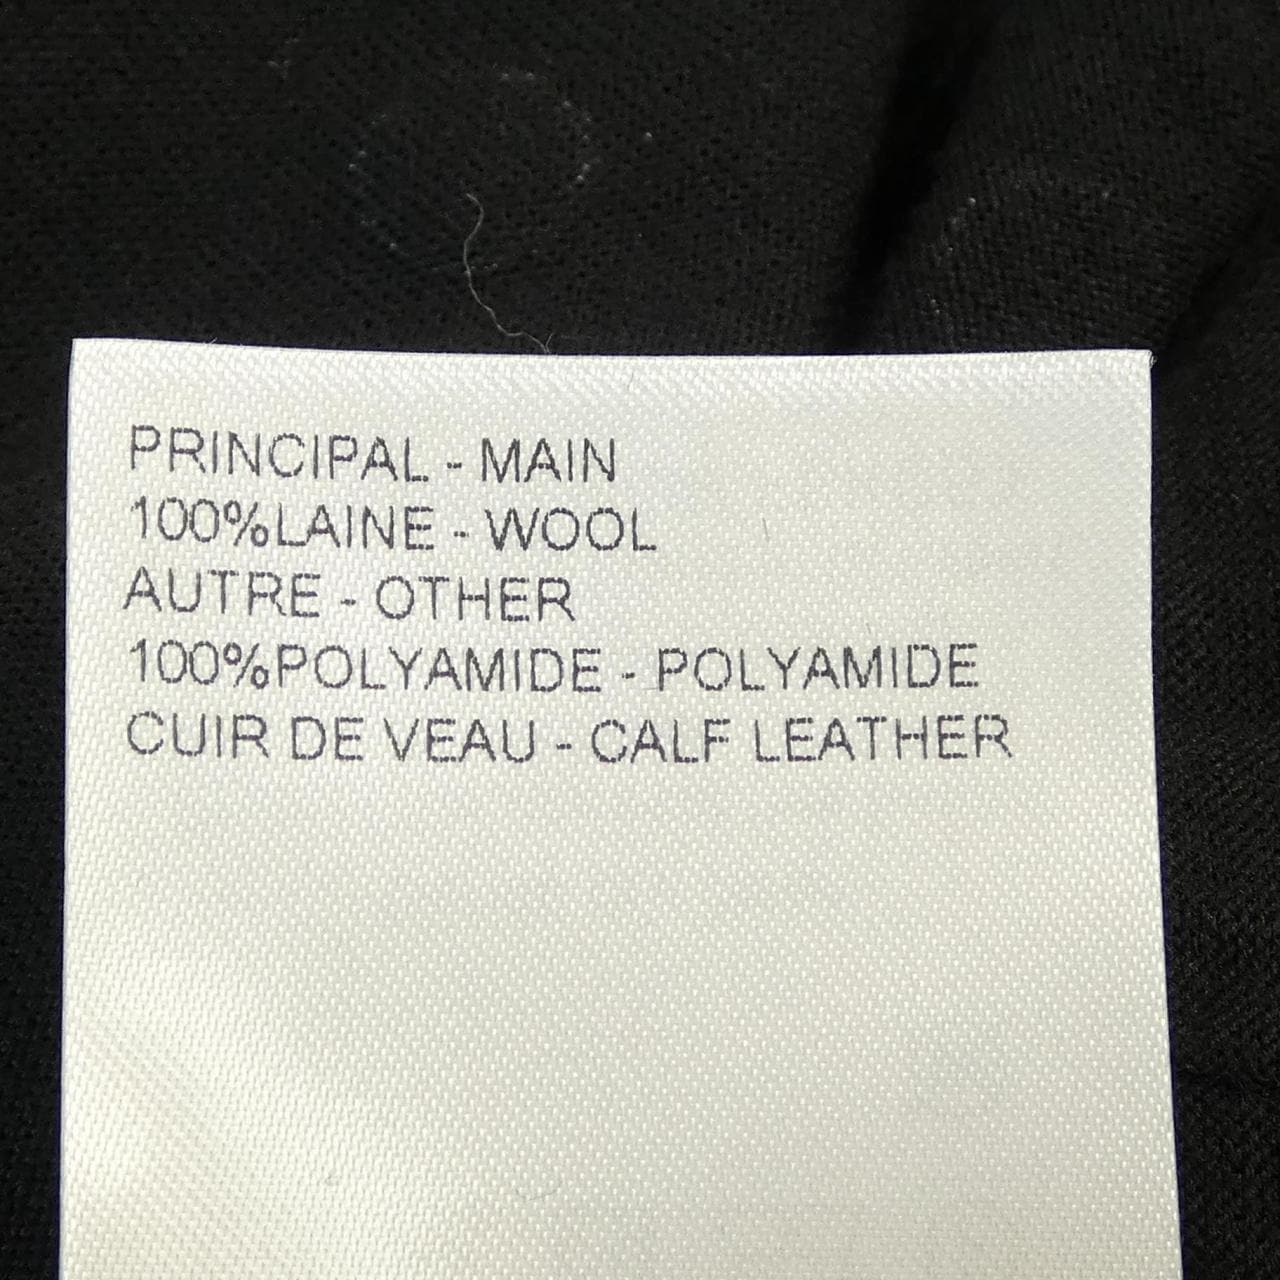 PRINCIPAL - MAIN
100%LAINE - WOOL
AUTRE - OTHER
100%POLYAMIDE - POLYAMIDE
CUIR DE VEAU - CALF LEATHER